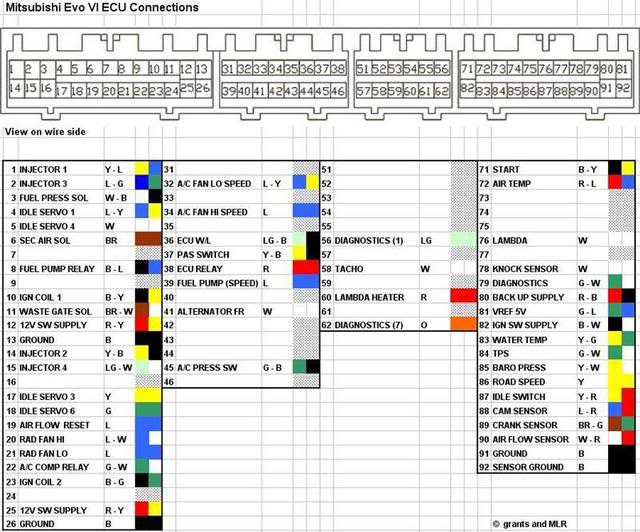 Mitsubishi Evo VI ECU Connections
1 2 3 4 5 6 7 8 9 10 11 12 13
14 15 16 17 18 19 20 21 22 23 24 25 26
31 32 33 34 35 36 37 38
39 40 41 42 43 44 45 46
51 52 53 54 55 56
57 58 59 60 61 62
71 72 73 74 75 76 77 78 79 80 81
82 83 84 85 86 87 88 89 90 91 92
View on wire side
1 INJECTOR 1 Y - L
2 INJECTOR 3 L - G
3 FUEL PRESS SOL W - B
4 IDLE SERVO 1 L - Y
5 IDLE SERVO 4 W
6 SEC AIR SOL BR
7
8 FUEL PUMP RELAY B - L
9
10 IGN COIL 1 B - Y
11 WASTE GATE SOL BR - W
12 12V SW SUPPLY R - Y
13 GROUND B
14 INJECTOR 2 Y - B
15 INJECTOR 4 LG - W
16
17 IDLE SERVO 3 Y
18 IDLE SERVO 6 G
19 AIR FLOW RESET L
20 RAD FAN HI L - W
21 RAD FAN LO L
22 A/C COMP RELAY G - W
23 IGN COIL 2 B - G
24
25 12V SW SUPPLY R - Y
26 GROUND B
31
32 A/C FAN LO SPEED L - Y
33
34 A/C FAN HI SPEED L
35
36 ECU W/L LG - B
37 PAS SWITCH Y - B
38 ECU RELAY R
39 FUEL PUMP (SPEED) L
40
41 ALTERNATOR FR W
42
43
44
45 A/C PRESS SW G - B
46
51
52
53
54
55
56 DIAGNOSTICS (1) LG
57
58 TACHO W
59
60 LAMBDA HEATER R
61
62 DIAGNOSTICS (7) O
71 START B - Y
72 AIR TEMP R - L
73
74
75
76 LAMBDA W
77
78 KNOCK SENSOR W
79 DIAGNOSTICS G - W
80 BACK UP SUPPLY R - B
81 VREF 5V G - L
82 IGN SW SUPPLY B - W
83 WATER TEMP Y - G
84 TPS G - W
85 BARO PRESS Y - W
86 ROAD SPEED Y
87 IDLE SWITCH Y - R
88 CAM SENSOR L - R
89 CRANK SENSOR BR - G
90 AIR FLOW SENSOR W - R
91 GROUND B
92 SENSOR GROUND B
© grants and MLR